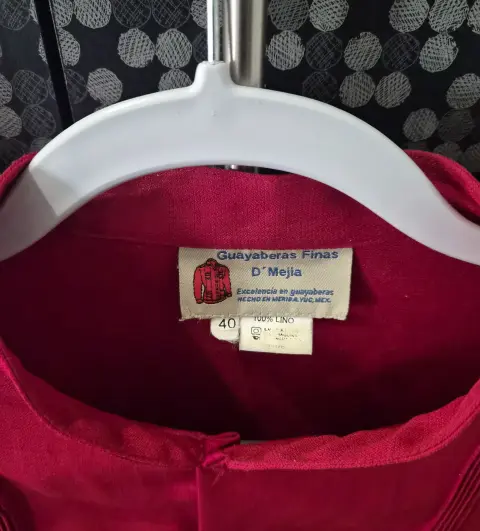 Guayaberas Finas
D´Mejia
Excelencia en guayaberas
HECHO EN MERIDA, YUC, MEX.
40
100% LINO